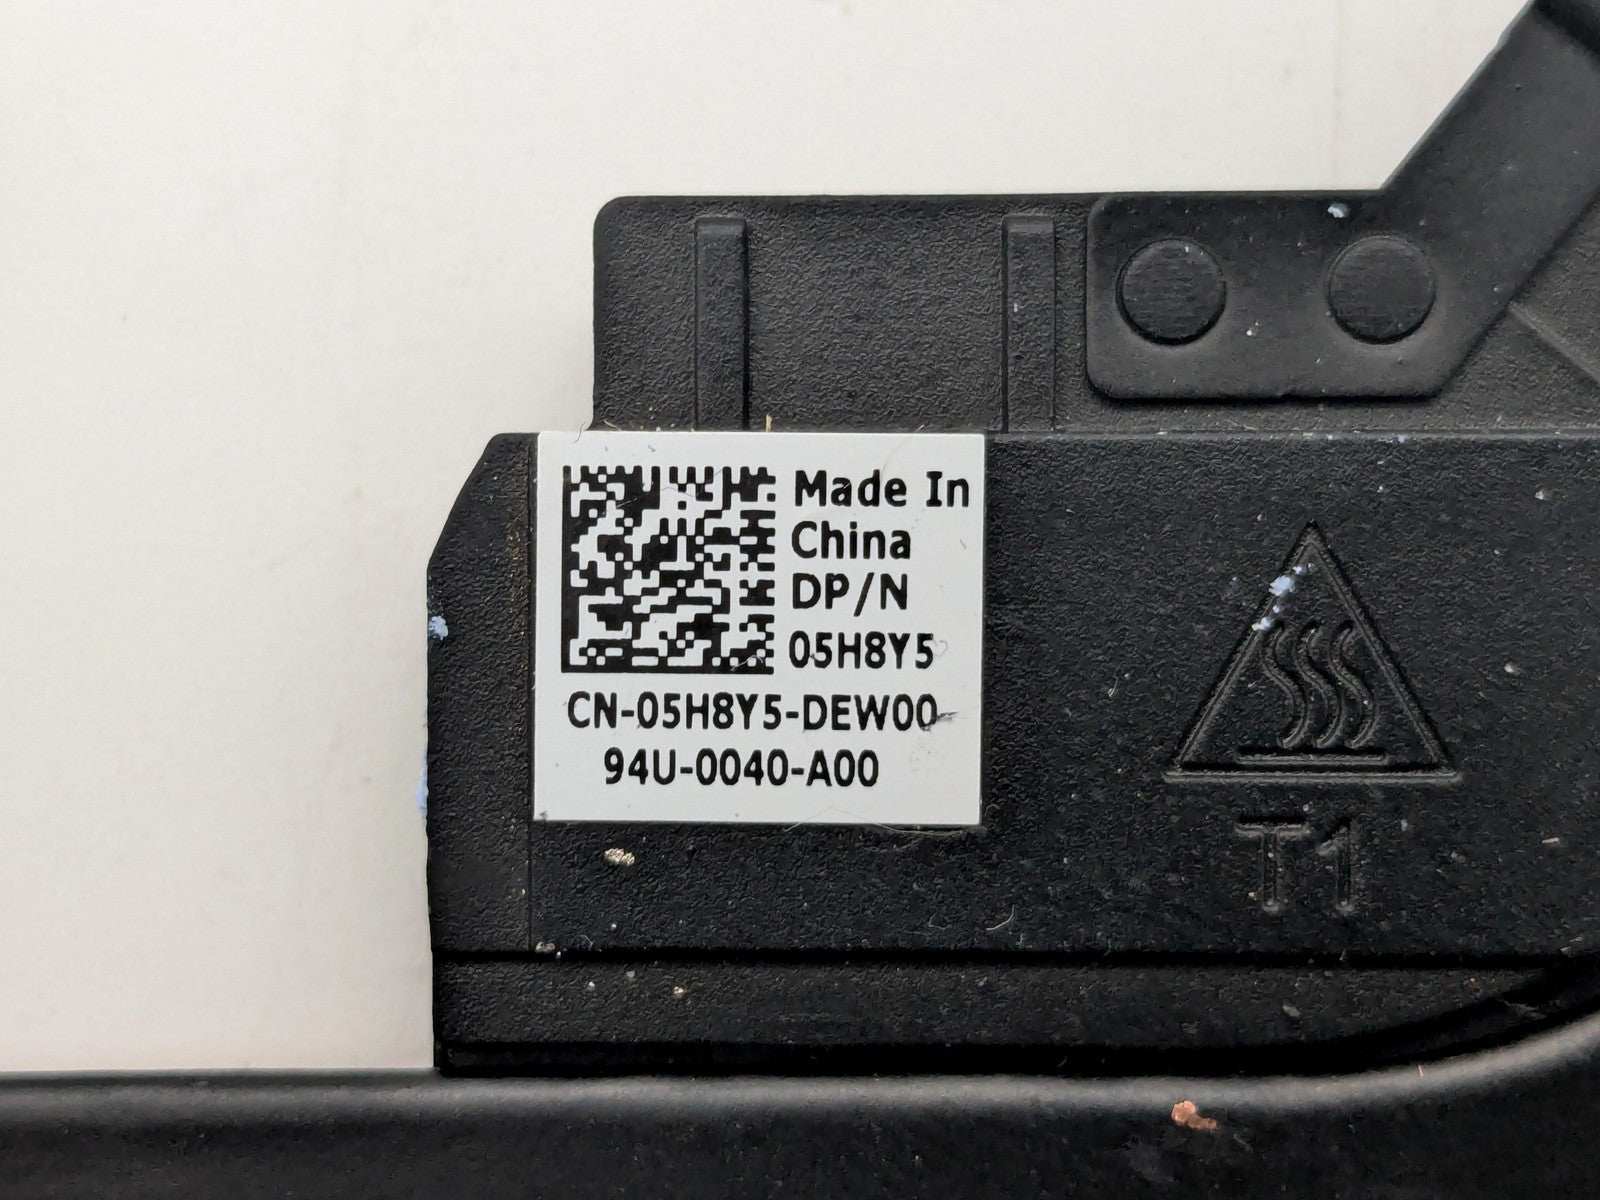 Made In
China
DP/N
05H8Y5
CN-05H8Y5-DEW00-
94U-0040-A00
T1